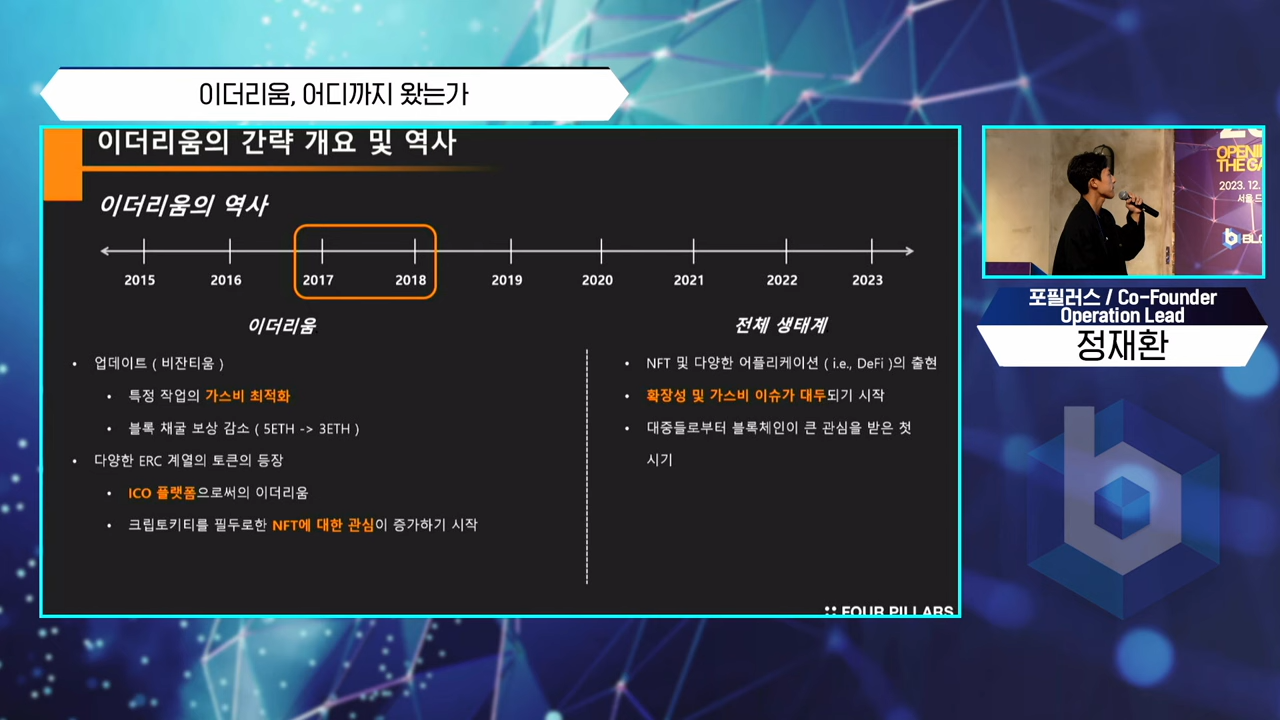 이더리움, 어디까지 왔는가
이더리움의 간략 개요 및 역사
이더리움의 역사
2015 2016 2017 2018 2019 2020 2021 2022 2023
이더리움
• 업데이트 ( 비잔티움 )
• 특정 작업의 가스비 최적화
• 블록 채굴 보상 감소 ( 5ETH -> 3ETH )
• 다양한 ERC 계열의 토큰의 등장
• ICO 플랫폼으로써의 이더리움
• 크립토키티를 필두로한 NFT에 대한 관심이 증가하기 시작
전체 생태계
• NFT 및 다양한 어플리케이션 ( i.e., DeFi )의 출현
• 확장성 및 가스비 이슈가 대두되기 시작
• 대중들로부터 블록체인이 큰 관심을 받은 첫
시기
FOUR PILLARS
2023. 12.
서울
포필러스 / Co-Founder
Operation Lead
정재환